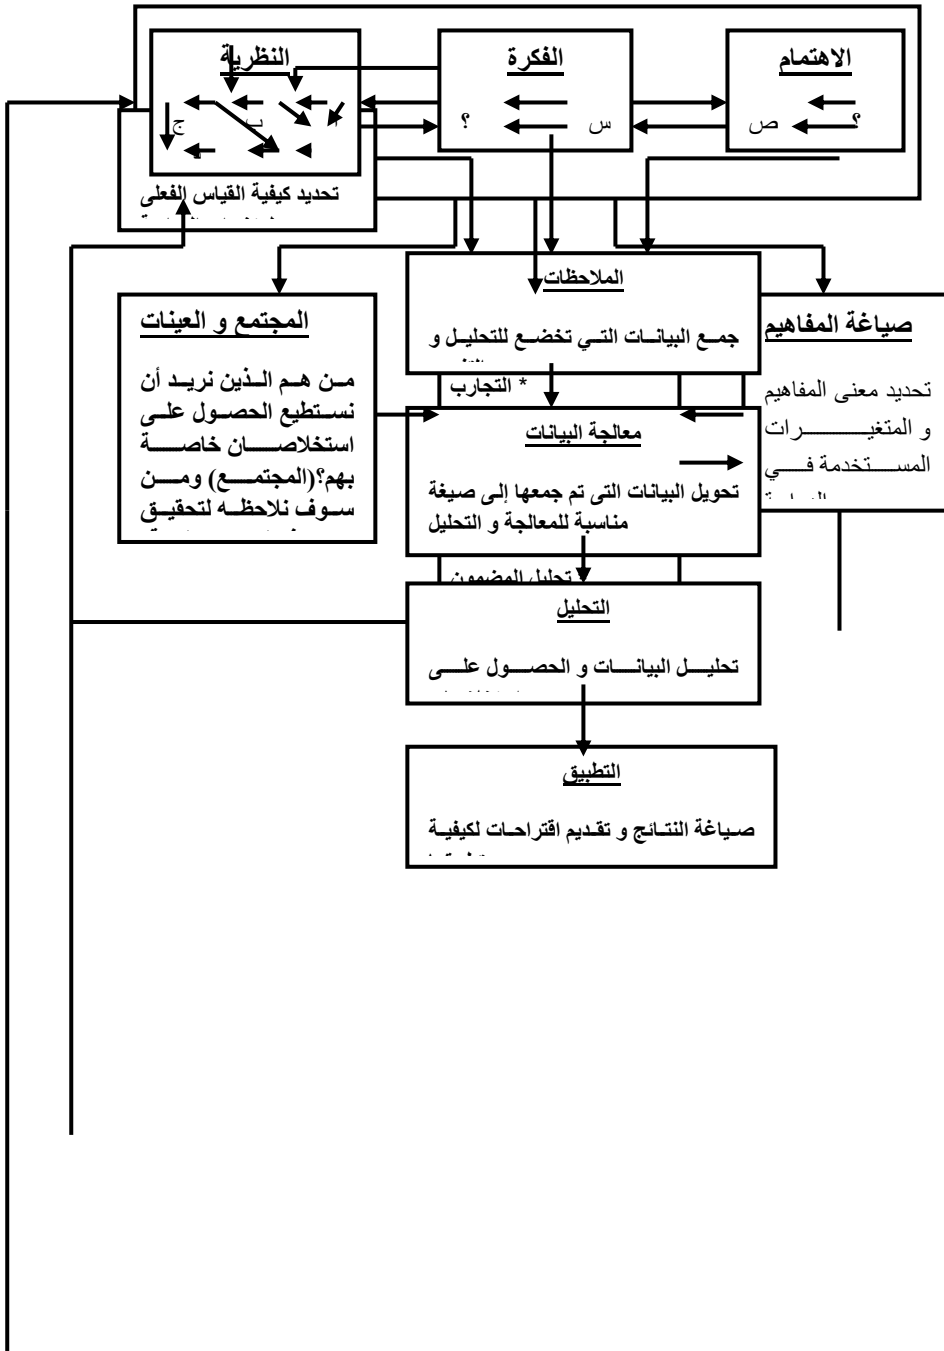 الاهتمام
؟
ص
الفكرة
س
؟
النظرية
ب
ج
تحديد كيفية القياس الفعلى
الملاحظات
جمع البيانات التي تخضع للتحليل و
* التجارب
صياغة المفاهيم
تحديد معنى المفاهيم
و المتغيرات
المستخدمة في
المجتمع و العينات
من هم الذين نريد أن
نستطيع الحصول على
استخلاصان خاصة
بهم؟(المجتمع) ومن
سوف نلاحظه لتحقيق
معالجة البيانات
تحويل البيانات التى تم جمعها إلى صيغة
مناسبة للمعالجة و التحليل
تحليل المضمون
التحليل
تحليل البيانات و الحصول على
التطبيق
صياغة النتائج و تقديم اقتراحات لكيفية